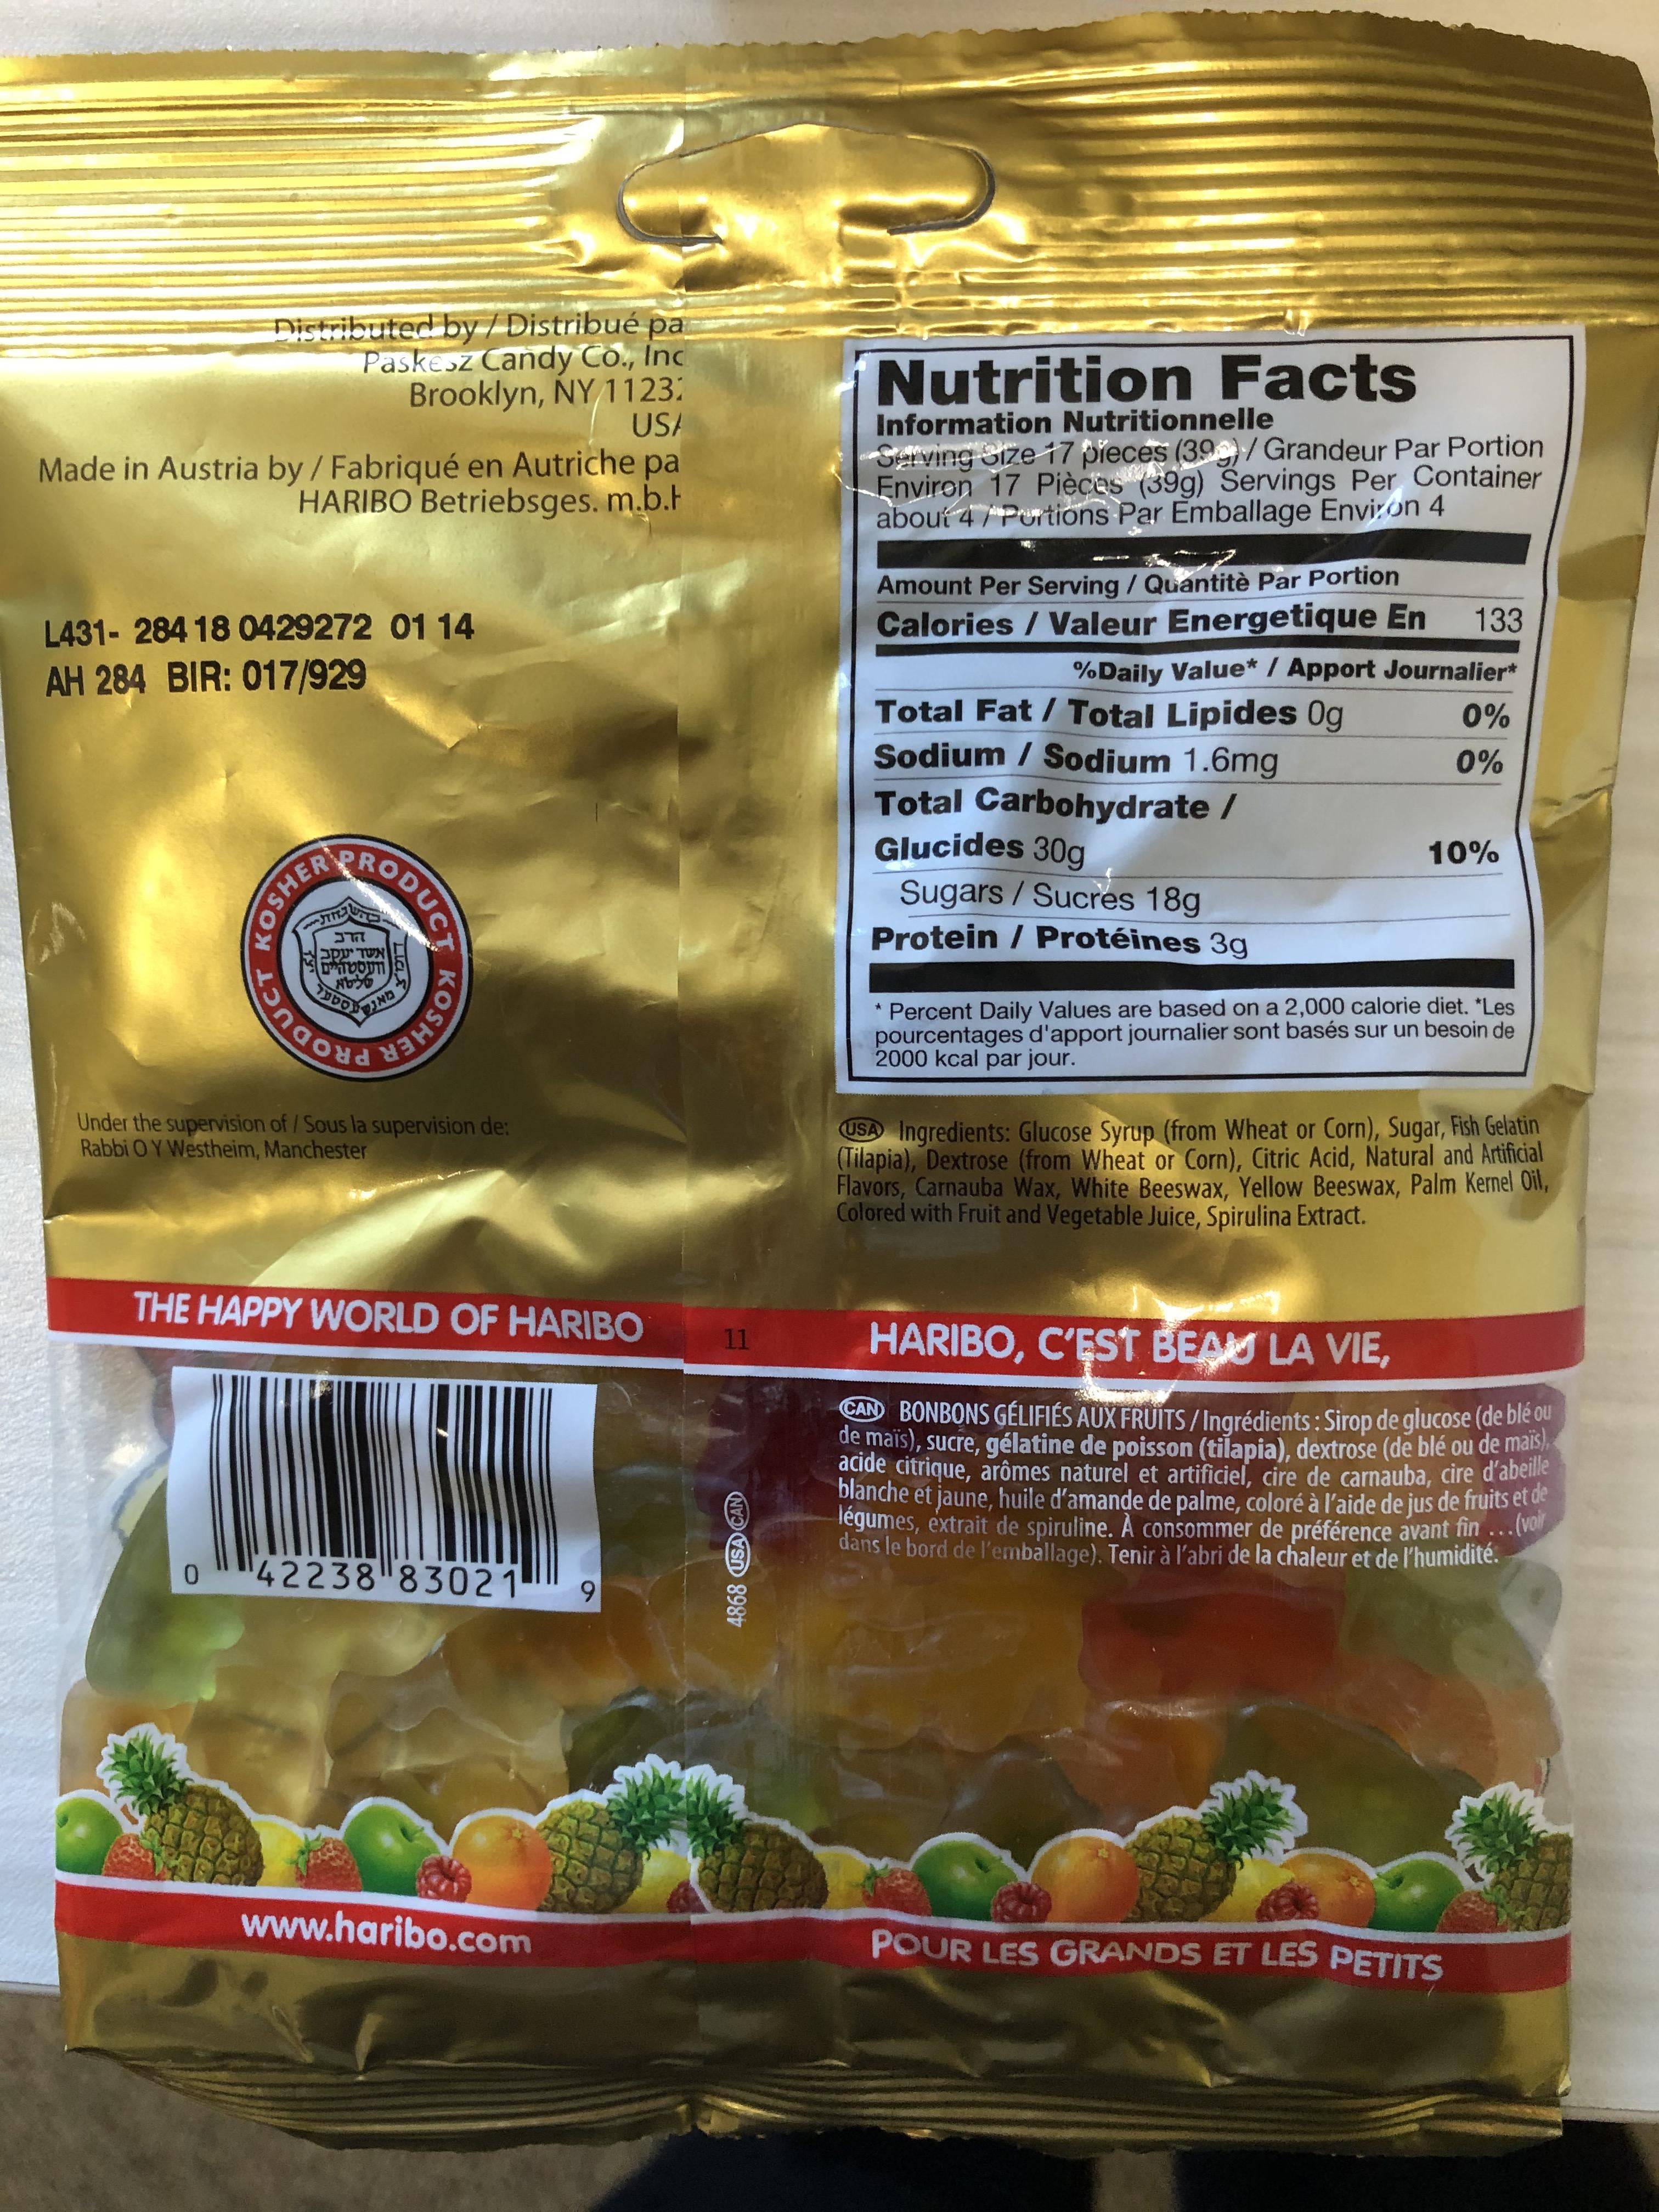 Distributed by / Distribué pa
Paskesz Candy Co., Inc
Brooklyn, NY 1123
USA
Made in Austria by / Fabriqué en Autriche pa
HARIBO Betriebsges. m.b.H
L431- 284 18 0429272 01 14
AH 284 BIR: 017/929
KOSHER PRODUCT KOSHER PRODUCT
הרב
אשר יעקב
וועסטהיים
שליט"א
מאנשעסטער
Under the supervision of / Sous la supervision de:
Rabbi O Y Westheim, Manchester
Nutrition Facts
Information Nutritionnelle
Serving Size 17 pieces (39g) / Grandeur Par Portion
Environ 17 Pièces (39g) Servings Per Container
about 4 / Portions Par Emballage Environ 4
Amount Per Serving / Quantitè Par Portion
Calories / Valeur Energetique En 133
%Daily Value* / Apport Journalier*
Total Fat / Total Lipides 0g 0%
Sodium / Sodium 1.6mg 0%
Total Carbohydrate /
Glucides 30g 10%
Sugars / Sucres 18g
Protein / Protéines 3g
* Percent Daily Values are based on a 2,000 calorie diet. *Les
pourcentages d'apport journalier sont basés sur un besoin de
2000 kcal par jour.
USA Ingredients: Glucose Syrup (from Wheat or Corn), Sugar, Fish Gelatin
(Tilapia), Dextrose (from Wheat or Corn), Citric Acid, Natural and Artificial
Flavors, Carnauba Wax, White Beeswax, Yellow Beeswax, Palm Kernel Oil,
Colored with Fruit and Vegetable Juice, Spirulina Extract.
THE HAPPY WORLD OF HARIBO
11
HARIBO, C'EST BEAU LA VIE,
0 42238 83021 9
4868 USA CAN
CAN BONBONS GÉLIFIÉS AUX FRUITS / Ingrédients : Sirop de glucose (de blé ou
de maïs), sucre, gélatine de poisson (tilapia), dextrose (de blé ou de maïs),
acide citrique, arômes naturel et artificiel, cire de carnauba, cire d'abeille
blanche et jaune, huile d'amande de palme, coloré à l'aide de jus de fruits et de
légumes, extrait de spiruline. À consommer de préférence avant fin ...(voir
dans le bord de l'emballage). Tenir à l'abri de la chaleur et de l'humidité.
www.haribo.com
POUR LES GRANDS ET LES PETITS